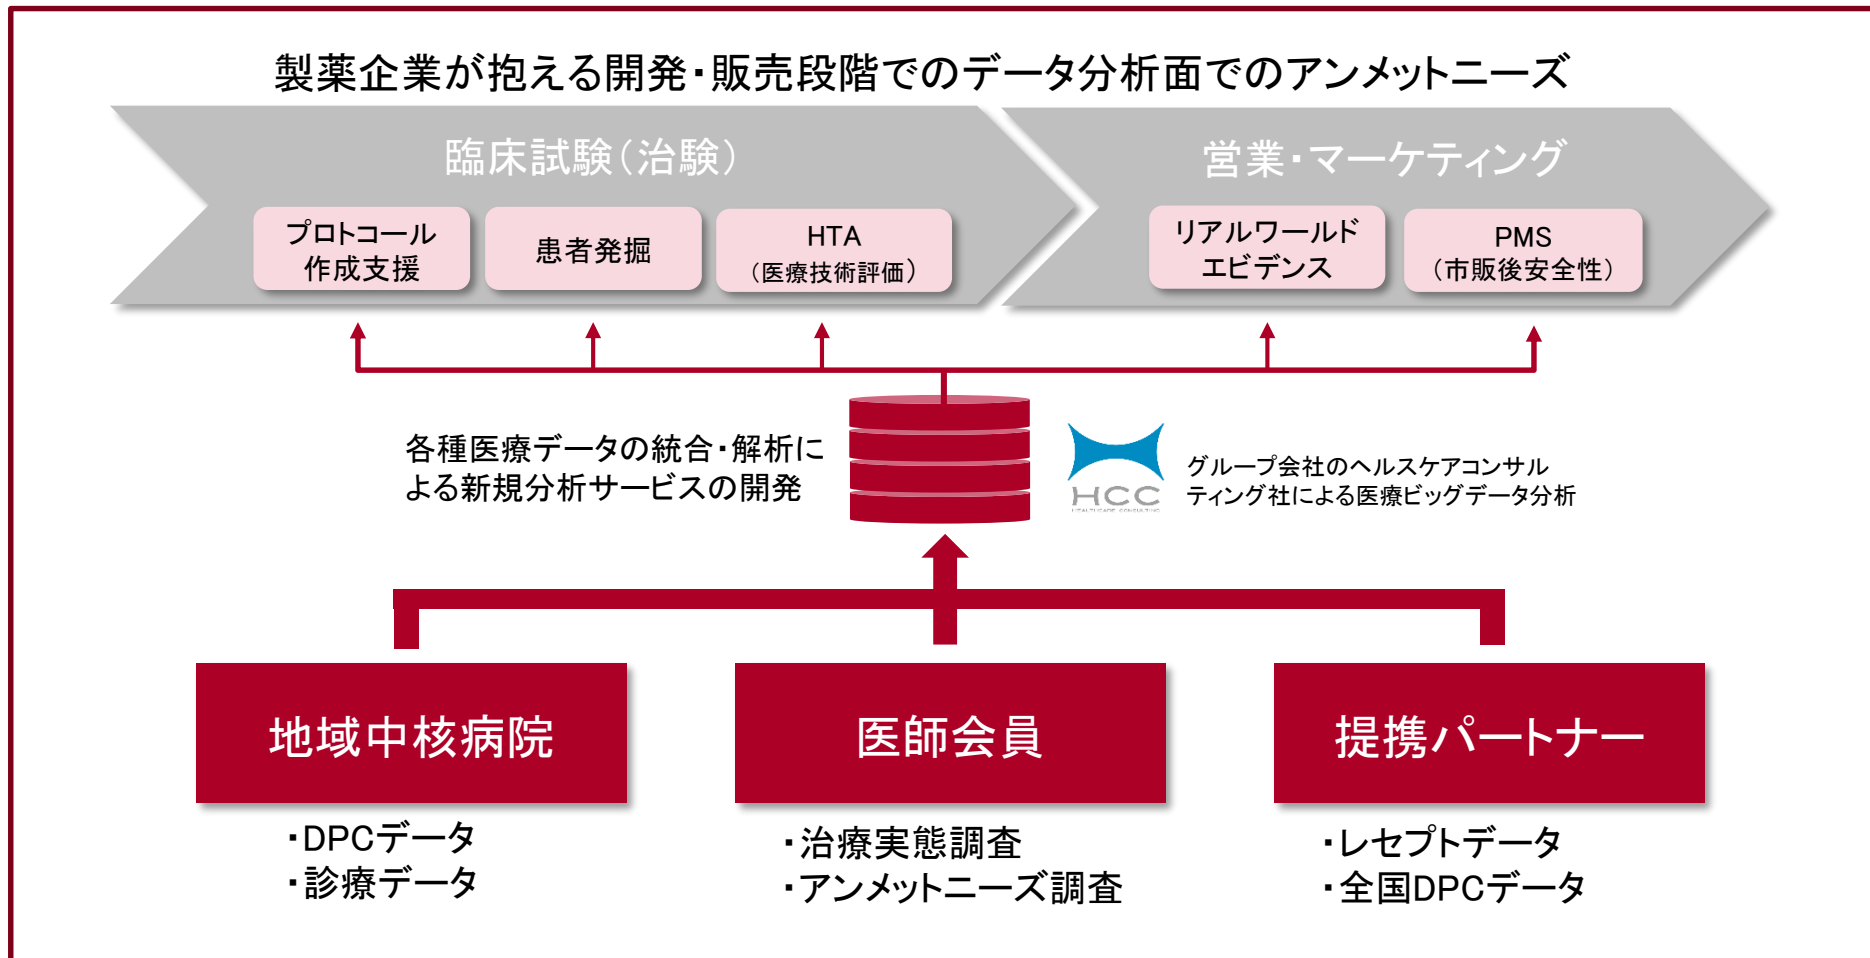 製薬企業が抱える開発・販売段階でのデータ分析面でのアンメットニーズ
臨床試験（治験）
営業・マーケティング
プロトコール
作成支援
患者発掘
HTA
（医療技術評価）
リアルワールド
エビデンス
PMS
（市販後安全性）
各種医療データの統合・解析に
よる新規分析サービスの開発
HCC
HEALTHCARE CONSULTING
グループ会社のヘルスケアコンサル
ティング社による医療ビッグデータ分析
地域中核病院
医師会員
提携パートナー
・DPCデータ
・診療データ
・治療実態調査
・アンメットニーズ調査
・レセプトデータ
・全国DPCデータ